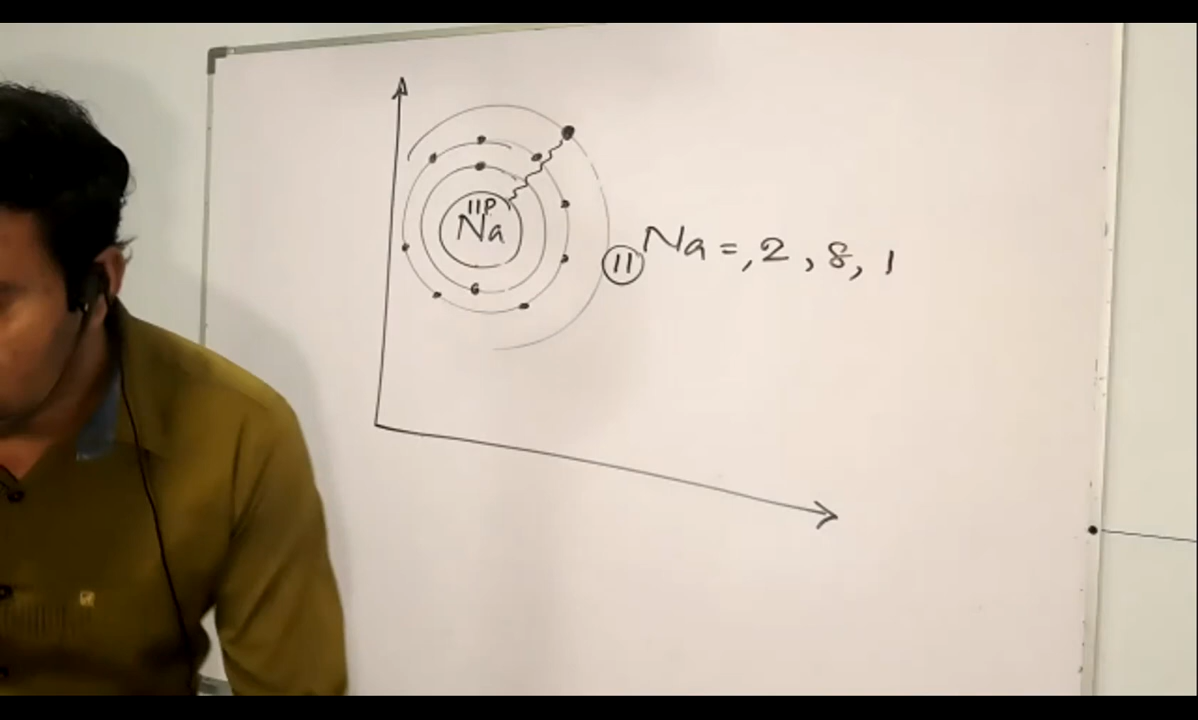 11P
Na
11 Na = , 2 , 8 , 1